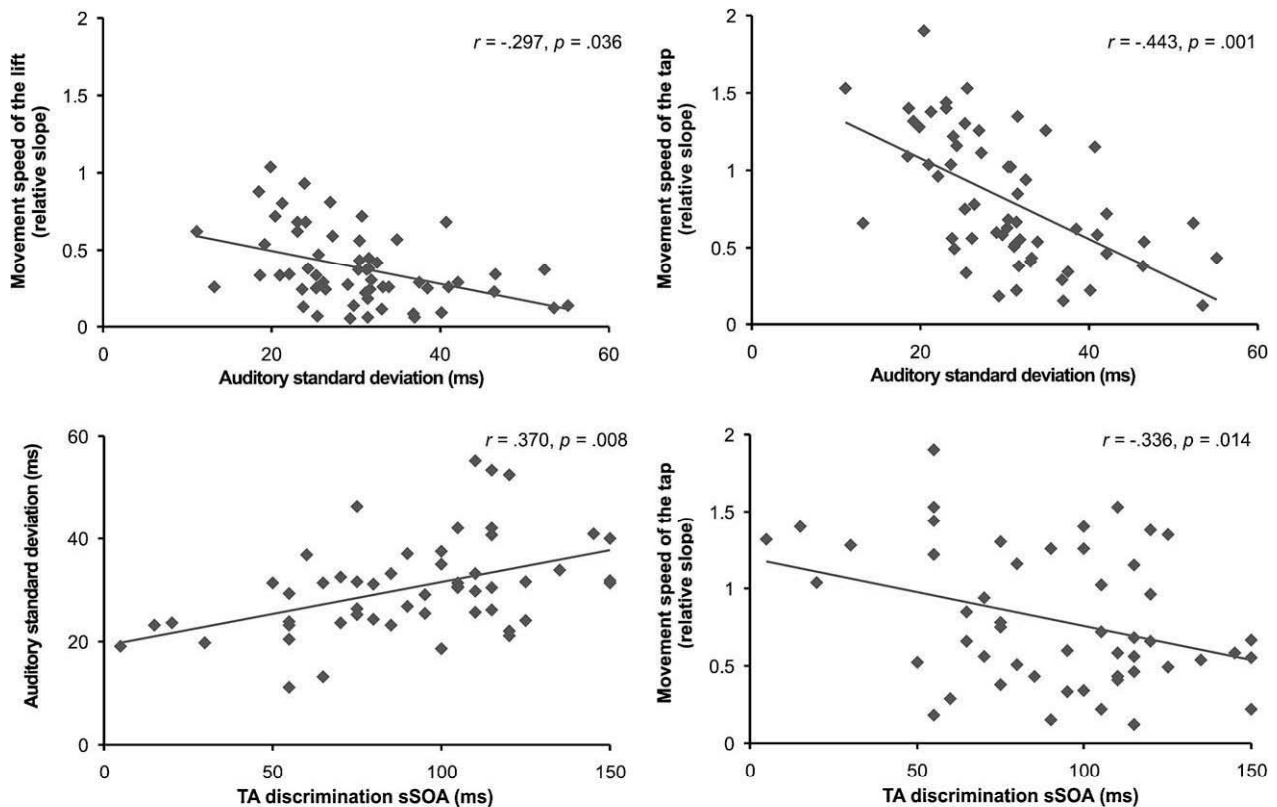 Movement speed of the lift
(relative slope)
2
1.5
1
0.5
0
0
20
40
60
r = -.297, p = .036
Auditory standard deviation (ms)
Movement speed of the tap
(relative slope)
2
1.5
1
0.5
0
0
20
40
60
r = -.443, p = .001
Auditory standard deviation (ms)
Auditory standard deviation (ms)
60
40
20
0
0
50
100
150
r = .370, p = .008
TA discrimination sSOA (ms)
Movement speed of the tap
(relative slope)
2
1.5
1
0.5
0
0
50
100
150
r = -.336, p = .014
TA discrimination sSOA (ms)